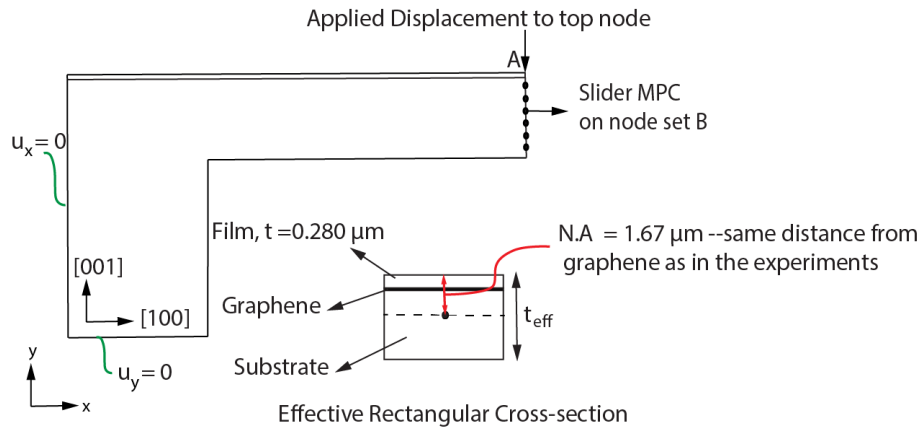 Applied Displacement to top node
A
Slider MPC
on node set B
uₓ= 0
Film, t =0.280 μm
N.A = 1.67 μm --same distance from
graphene as in the experiments
[001]
Graphene
[100]
t_eff
u_y= 0
Substrate
y
x
Effective Rectangular Cross-section